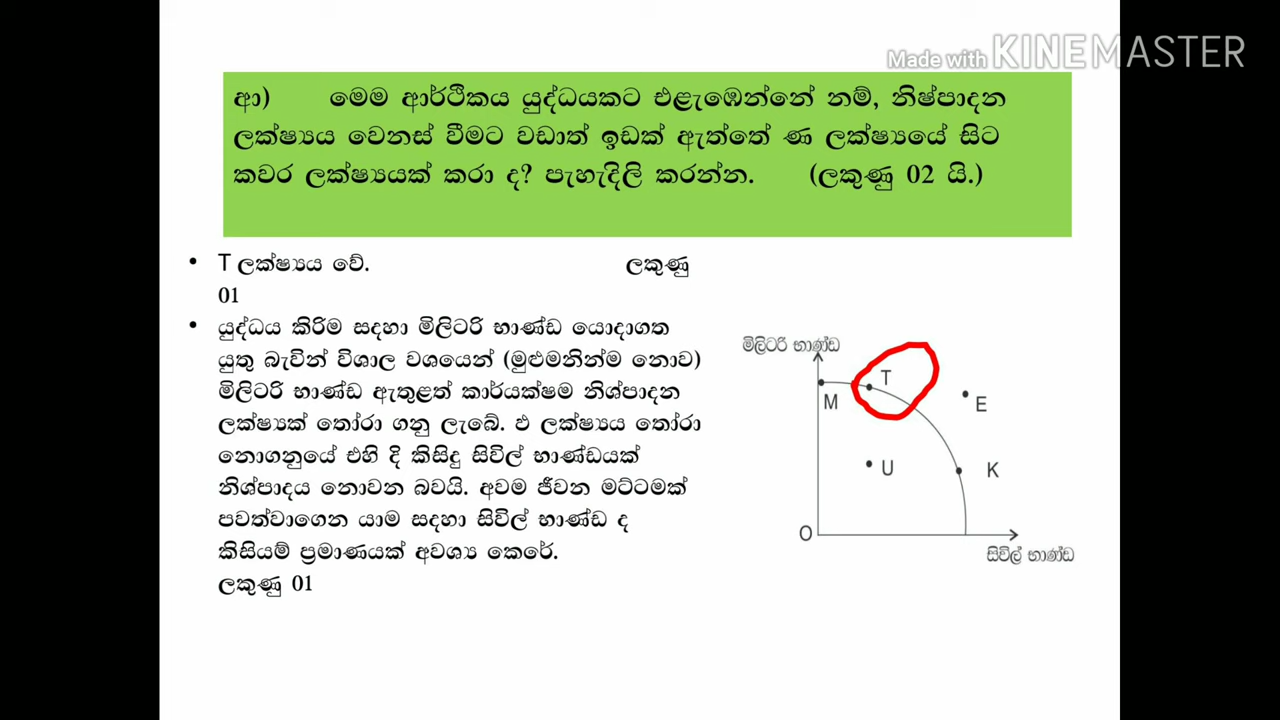 Made with KINEMASTER
ආ) මෙම ආර්ථිකය යුද්ධයකට එළැඹෙන්නේ නම්, නිෂ්පාදන
ලක්ෂ්‍යය වෙනස් වීමට වඩාත් ඉඩක් ඇත්තේ ණ ලක්ෂ්‍යයේ සිට
කවර ලක්ෂ්‍යයක් කරා ද? පැහැදිලි කරන්න. (ලකුණු 02 යි.)
• T ලක්ෂ්‍යය වේ. ලකුණු
01
• යුද්ධය කිරිම සදහා මිලිටරි භාණ්ඩ යොදාගත
යුතු බැවින් විශාල වශයෙන් (මුළුමනින්ම නොව)
මිලිටරි භාණ්ඩ ඇතුළත් කාර්යක්ෂම නිශ්පාදන
ලක්ෂ්‍යක් තෝරා ගනු ලැබේ. ඵ ලක්ෂ්‍යය තෝරා
නොගනුයේ එහි දි කිසිදු සිවිල් භාණ්ඩයක්
නිශ්පාදය නොවන බවයි. අවම ජීවන මට්ටමක්
පවත්වාගෙන යාම සදහා සිවිල් භාණ්ඩ ද
කිසියම් ප්‍රමාණයක් අවශ්‍ය කෙරේ.
ලකුණු 01
මිලිටරි භාණ්ඩ
T
M
E
U
K
O
සිවිල් භාණ්ඩ